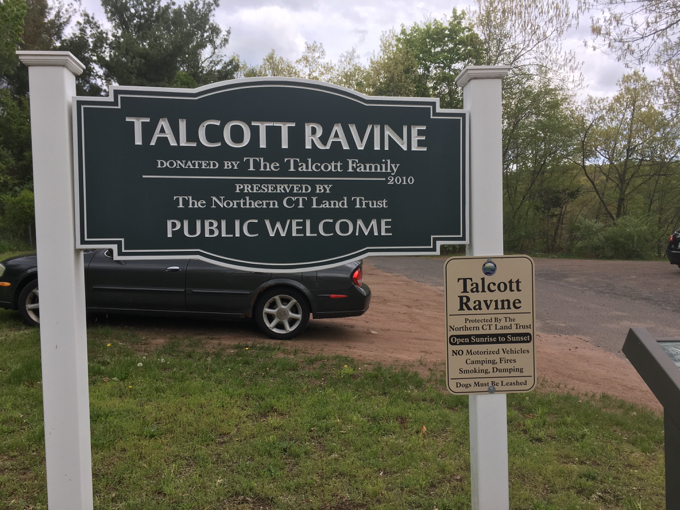 TALCOTT RAVINE
DONATED BY The Talcott Family
2010
PRESERVED BY
The Northern CT Land Trust
PUBLIC WELCOME
Talcott
Ravine
Protected By The
Northern CT Land Trust
Open Sunrise to Sunset
NO Motorized Vehicles
Camping, Fires
Smoking, Dumping
Dogs Must Be Leashed